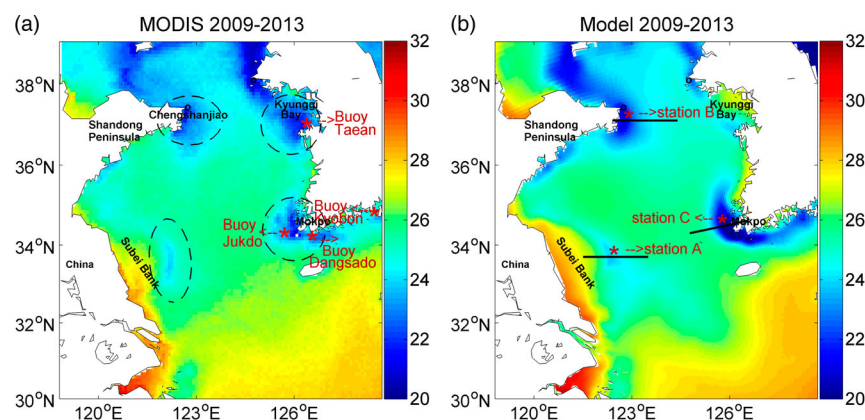 (a)
MODIS 2009-2013
38°N
36°N
34°N
32°N
30°N
120°E
123°E
126°E
32
30
28
26
24
22
20
Chengshanjiao
Shandong
Peninsula
Kyunggi
Bay
-->Buoy
Taean
Buoy
Mokpo
Buoy
Jukdo
<--
-->
Buoy
Dangsado
Subei Bank
China
(b)
Model 2009-2013
38°N
36°N
34°N
32°N
30°N
120°E
123°E
126°E
32
30
28
26
24
22
20
-->station B
Shandong
Peninsula
Kyunggi
Bay
station C <--
Mokpo
-->station A
Subei Bank
China